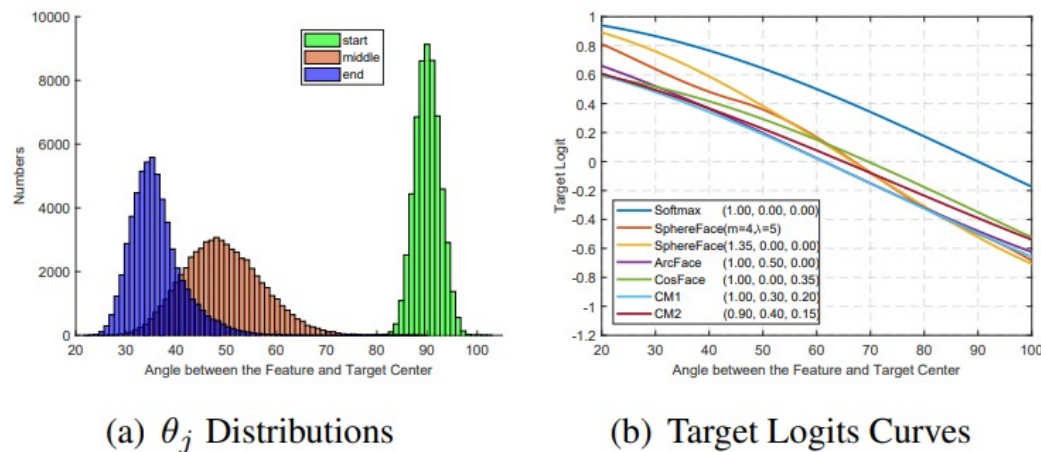 10000
8000
6000
4000
2000
0
Numbers
start
middle
end
20 30 40 50 60 70 80 90 100
Angle between the Feature and Target Center
(a) θj Distributions
1
0.8
0.6
0.4
0.2
0
-0.2
-0.4
-0.6
-0.8
-1
-1.2
Target Logit
Softmax (1.00, 0.00, 0.00)
SphereFace(m=4,λ=5)
SphereFace(1.35, 0.00, 0.00)
ArcFace (1.00, 0.50, 0.00)
CosFace (1.00, 0.00, 0.35)
CM1 (1.00, 0.30, 0.20)
CM2 (0.90, 0.40, 0.15)
20 30 40 50 60 70 80 90 100
Angle between the Feature and Target Center
(b) Target Logits Curves